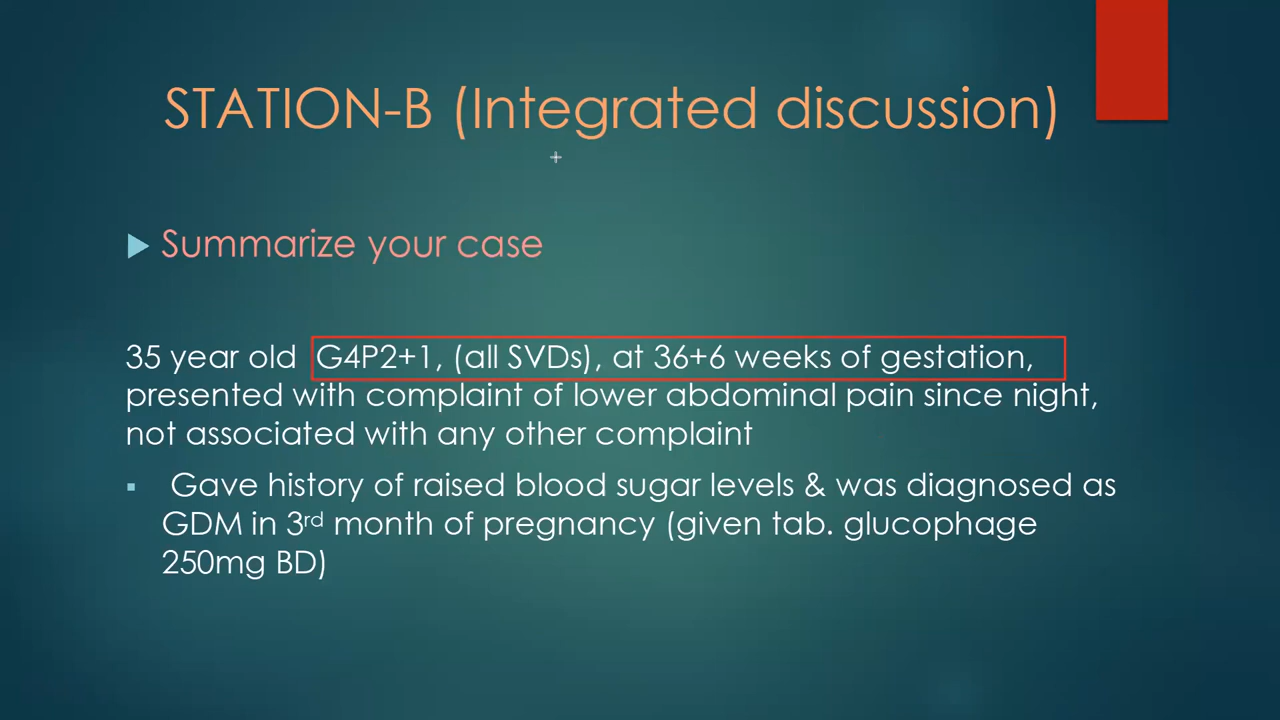 STATION-B (Integrated discussion)
Summarize your case
35 year old G4P2+1, (all SVDs), at 36+6 weeks of gestation,
presented with complaint of lower abdominal pain since night,
not associated with any other complaint
Gave history of raised blood sugar levels & was diagnosed as
GDM in 3rd month of pregnancy (given tab. glucophage
250mg BD)